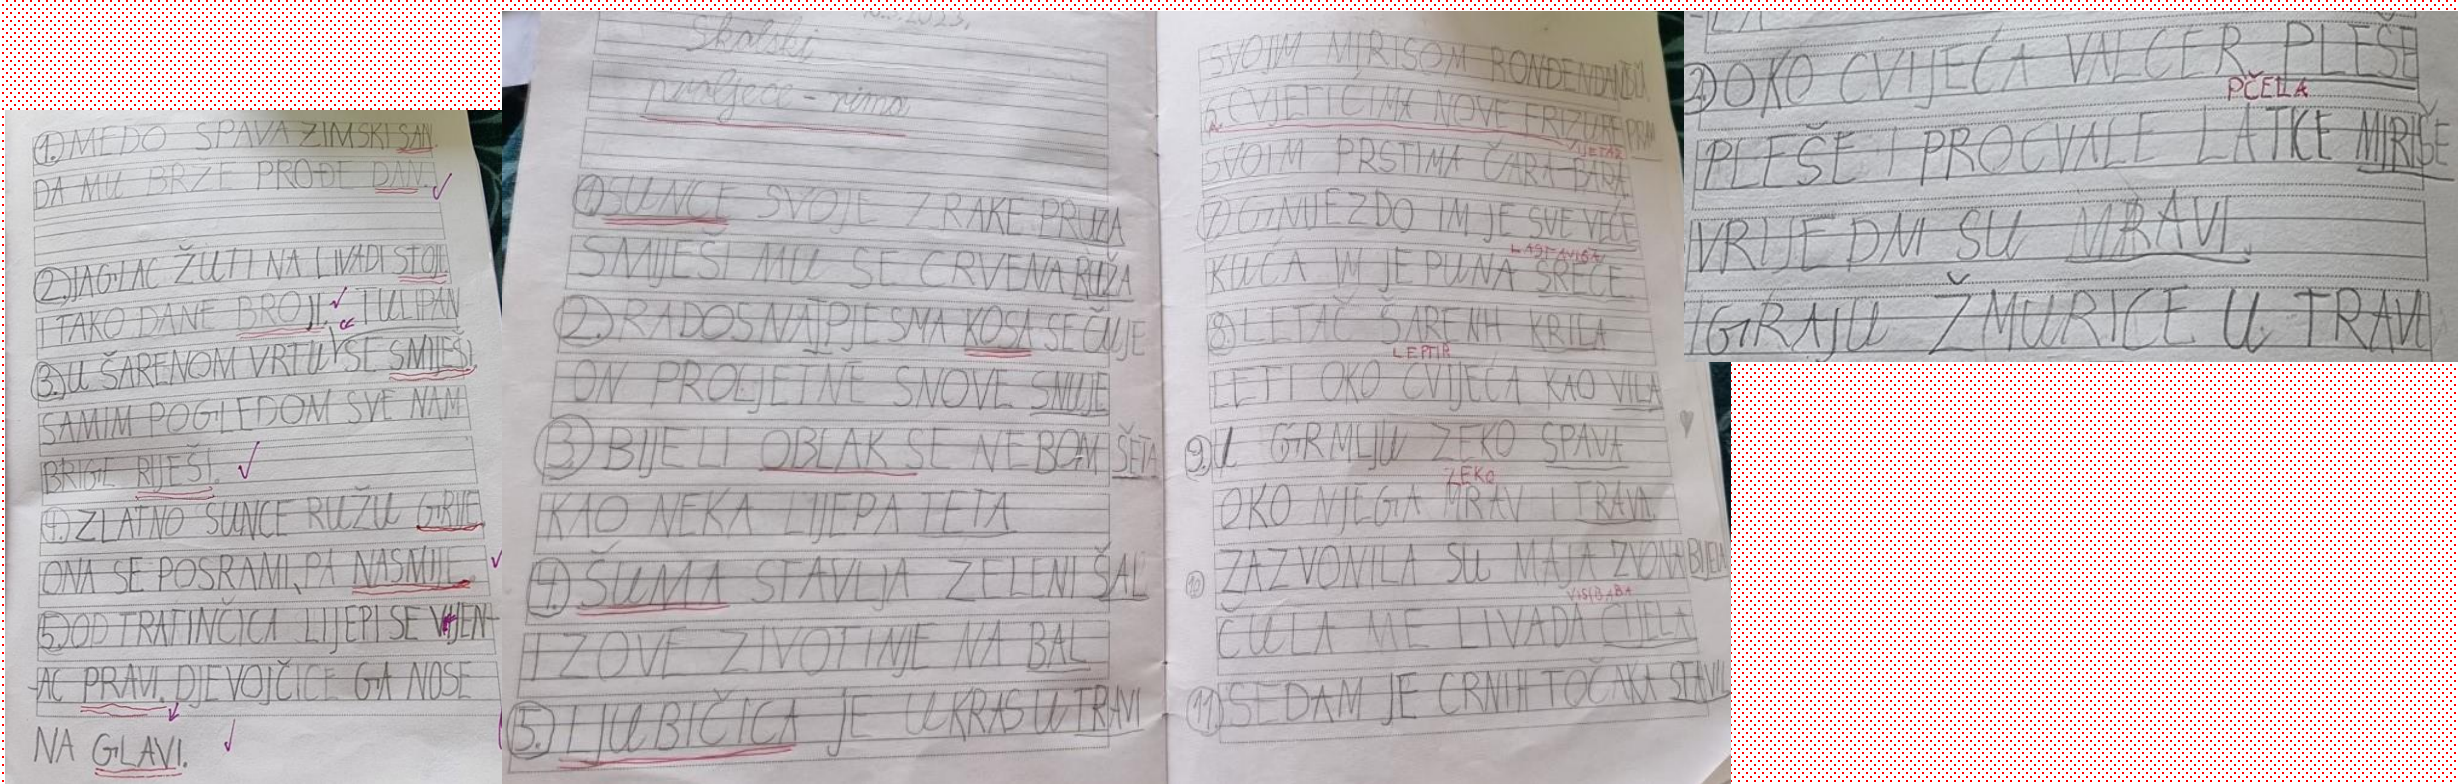 1. MEDO SPAVA ZIMSKI SAN
DA MU BRŽE PROĐE DAN.
2. JAGLAC ŽUTI NA LIVADI STOJI
I TAKO DANE BROJI. TULIPAN
3. U ŠARENOM VRTU SE SMIJEŠI
SAMIM POGLEDOM SVE NAM
BRIGE RIJEŠI.
4. ZLATNO SUNCE RUŽU GRIJE
ONA SE POSRAMI, PA NASMIJE.
5. OD TRATINČICA LIJEPI SE VIJEN-
-AC PRAVI. DJEVOJČICE GA NOSE
NA GLAVI.
Školski
proljeće - rima
1. SUNCE SVOJE ZRAKE PRUŽA
SMIJEŠI MU SE CRVENA RUŽA
2. RADOSNA PJESMA KOSA SE ČUJE
ON PROLJETNE SNOVE SNUJE
3. BIJELI OBLAK SE NEBOM ŠETA
KAO NEKA LIJEPA TETA
4. ŠUMA STAVLJA ZELENI ŠAL
I ZOVE ZIVOTINJE NA BAL
5. LJUBIČICA JE UKRAS U TRAVI
SVOJIM MIRISOM
6. CVJETIĆIMA NOVE FRIZURE
VJETAR
SVOIM PRSTIMA ČARA
7. GNIJEZDO IM JE SVE VEĆE
LASTAVICA
KUĆA IM JE PUNA SREĆE
8. LETAČ ŠARENIH KRILA
LEPTIR
LETI OKO CVIJEĆA KAO VILA
9. U GRMLJU ZEKO SPAVA
ZEKO
OKO NJEGA MRAV I TRAVA
10. ZAZVONILA SU MAJA ZVONA BIJELA
VISIBABA
ČULA ME LIVADA CIJELA
11. SEDAM JE CRNIH TOČAKA STAVILA
2. OKO CVIJEĆA VALCER PLEŠE
PČELA
PLEŠE I PROCVALE LATICE MIRIŠE
VRIJEDNI SU MRAVI.
IGRAJU ŽMURICE U TRAVI